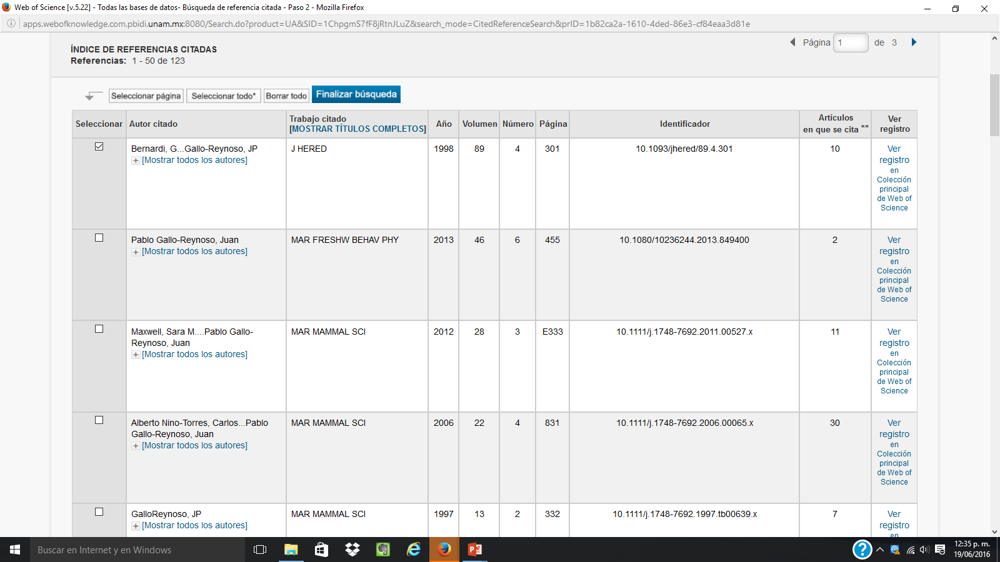 Web of Science [v.5.22] - Todas las bases de datos- Búsqueda de referencia citada - Paso 2 - Mozilla Firefox
apps.webofknowledge.com.pbidi.unam.mx:8080/Search.do?product=UA&SID=1ChpgmS7fF8jRtnJLuZ&search_mode=CitedReferenceSearch&prID=1b82ca2a-1610-4ded-86e3-cf84eaa3d81e
ÍNDICE DE REFERENCIAS CITADAS
Referencias: 1 - 50 de 123
Página 1 de 3
Seleccionar página Seleccionar todo* Borrar todo Finalizar búsqueda
Seleccionar Autor citado Trabajo citado [MOSTRAR TÍTULOS COMPLETOS] Año Volumen Número Página Identificador Artículos en que se cita ** Ver registro
Bernardi, G...Gallo-Reynoso, JP J HERED 1998 89 4 301 10.1093/jhered/89.4.301 10 Ver
+ [Mostrar todos los autores] registro
en
Colección
principal
de Web of
Science
Pablo Gallo-Reynoso, Juan MAR FRESHW BEHAV PHY 2013 46 6 455 10.1080/10236244.2013.849400 2 Ver
+ [Mostrar todos los autores] registro
en
Colección
principal
de Web of
Science
Maxwell, Sara M....Pablo Gallo- MAR MAMMAL SCI 2012 28 3 E333 10.1111/j.1748-7692.2011.00527.x 11 Ver
Reynoso, Juan registro
+ [Mostrar todos los autores] en
Colección
principal
de Web of
Science
Alberto Nino-Torres, Carlos...Pablo MAR MAMMAL SCI 2006 22 4 831 10.1111/j.1748-7692.2006.00065.x 30 Ver
Gallo-Reynoso, Juan registro
+ [Mostrar todos los autores] en
Colección
principal
de Web of
Science
GalloReynoso, JP MAR MAMMAL SCI 1997 13 2 332 10.1111/j.1748-7692.1997.tb00639.x 7 Ver
+ [Mostrar todos los autores] registro
en
Buscar en Internet y en Windows
12:35 p. m.
19/06/2016